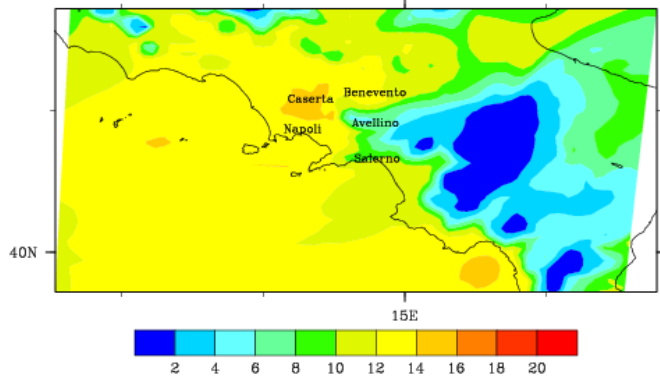 Benevento
Caserta
Avellino
Napoli
Salerno
40N
15E
2 4 6 8 10 12 14 16 18 20